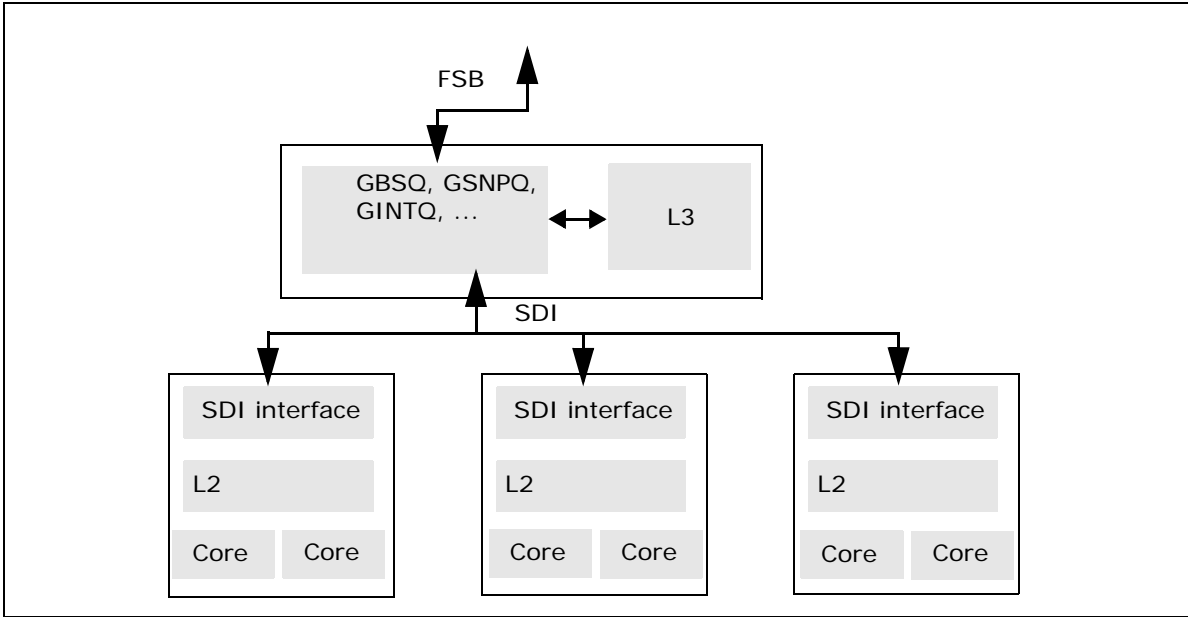 FSB
GBSQ, GSNPQ,
GINTQ, ...
L3
SDI
SDI interface
SDI interface
SDI interface
L2
L2
L2
Core
Core
Core
Core
Core
Core